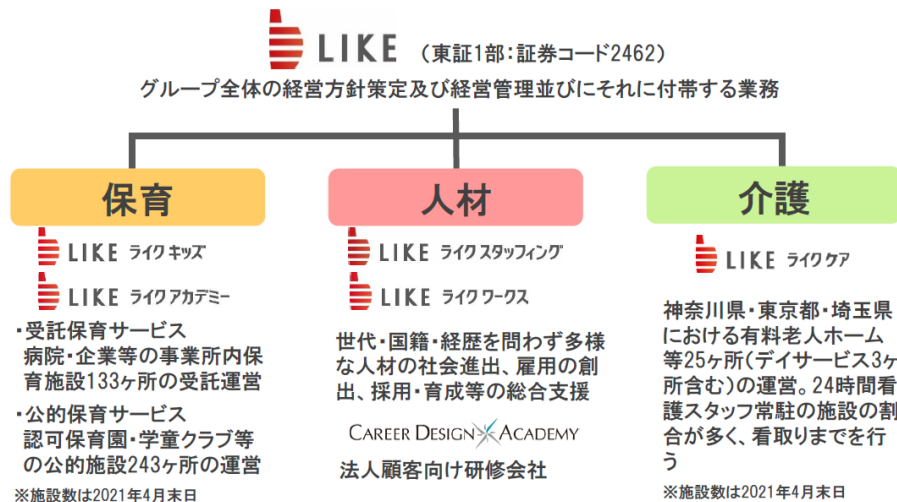 LIKE （東証1部：証券コード2462）
グループ全体の経営方針策定及び経営管理並びにそれに付帯する業務
保育
LIKE ライクキッズ
LIKE ライクアカデミー
・受託保育サービス
病院・企業等の事業所内保
育施設133ヶ所の受託運営
・公的保育サービス
認可保育園・学童クラブ等
の公的施設243ヶ所の運営
※施設数は2021年4月末日
人材
LIKE ライクスタッフィング
LIKE ライクワークス
世代・国籍・経歴を問わず多様
な人材の社会進出、雇用の創
出、採用・育成等の総合支援
CAREER DESIGN ACADEMY
法人顧客向け研修会社
介護
LIKE ライクケア
神奈川県・東京都・埼玉県
における有料老人ホーム
等25ヶ所（デイサービス3ヶ
所含む）の運営。24時間看
護スタッフ常駐の施設の割
合が多く、看取りまでを行
う
※施設数は2021年4月末日